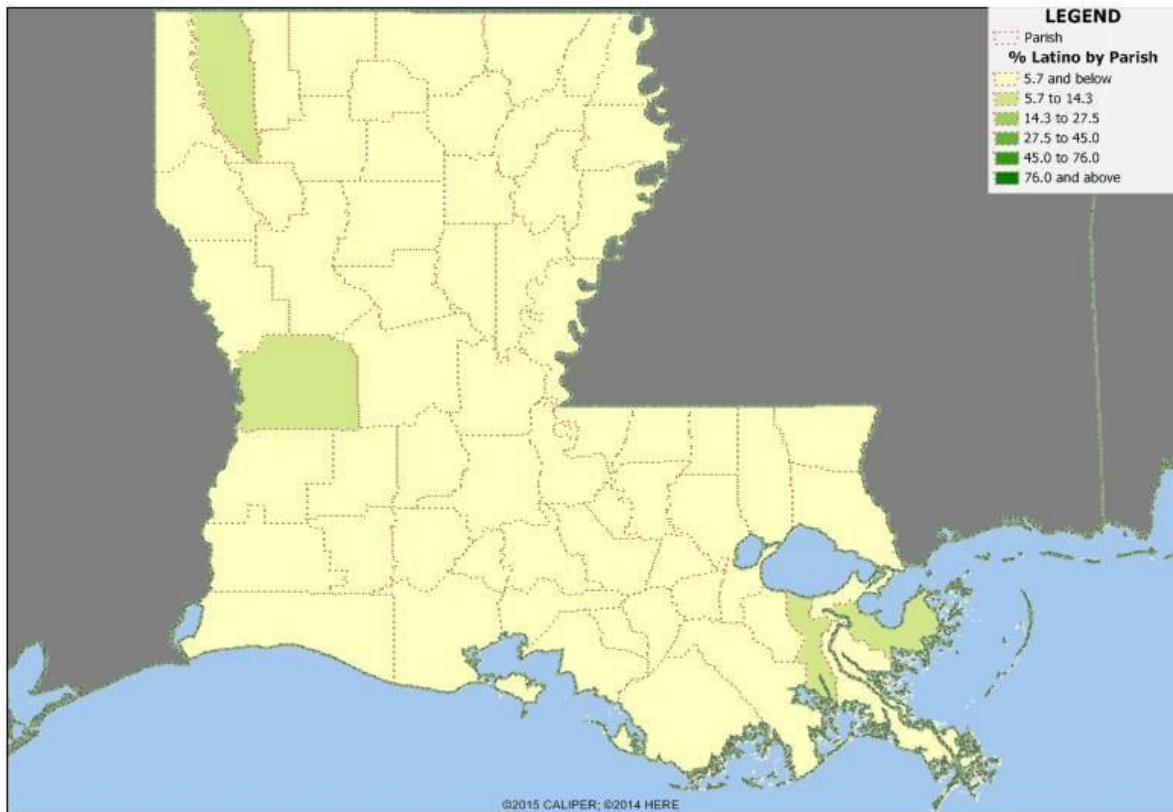 LEGEND
Parish
% Latino by Parish
5.7 and below
5.7 to 14.3
14.3 to 27.5
27.5 to 45.0
45.0 to 76.0
76.0 and above
©2015 CALIPER; ©2014 HERE